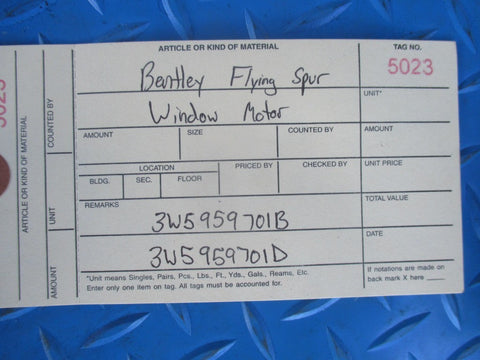 ARTICLE OR KIND OF MATERIAL
TAG NO.
Bentley Flying Spur
5023
Window Motor
UNIT*
AMOUNT SIZE COUNTED BY AMOUNT
LOCATION PRICED BY CHECKED BY UNIT PRICE
BLDG. SEC. FLOOR
REMARKS
TOTAL VALUE
3W5959701B
DATE
3W5959701D
*Unit means Singles, Pairs, Pcs., Lbs., Ft., Yds., Gals., Reams, Etc.
Enter only one item on tag. All tags must be accounted for.
If notations are made on
back mark X here
5023
ARTICLE OR KIND OF MATERIAL
COUNTED BY
UNIT
AMOUNT